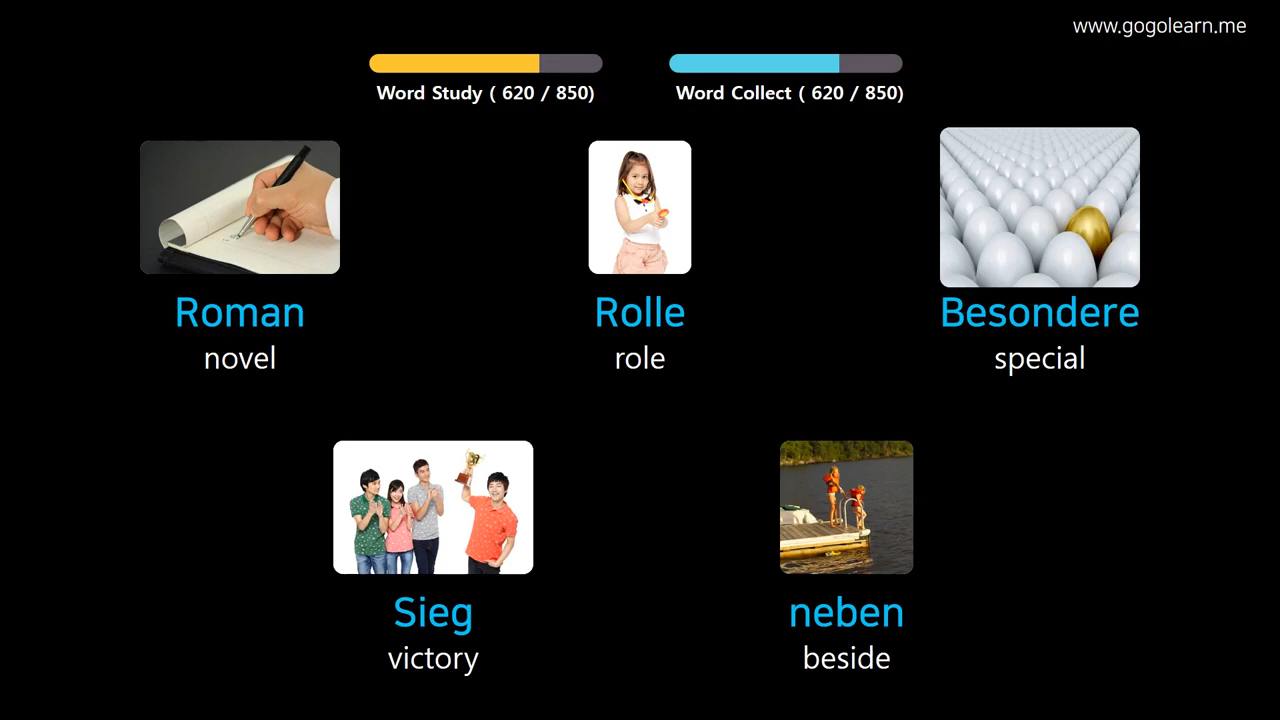 www.gogolearn.me
Word Study ( 620 / 850)
Word Collect ( 620 / 850)
Roman
novel
Rolle
role
Besondere
special
Sieg
victory
neben
beside